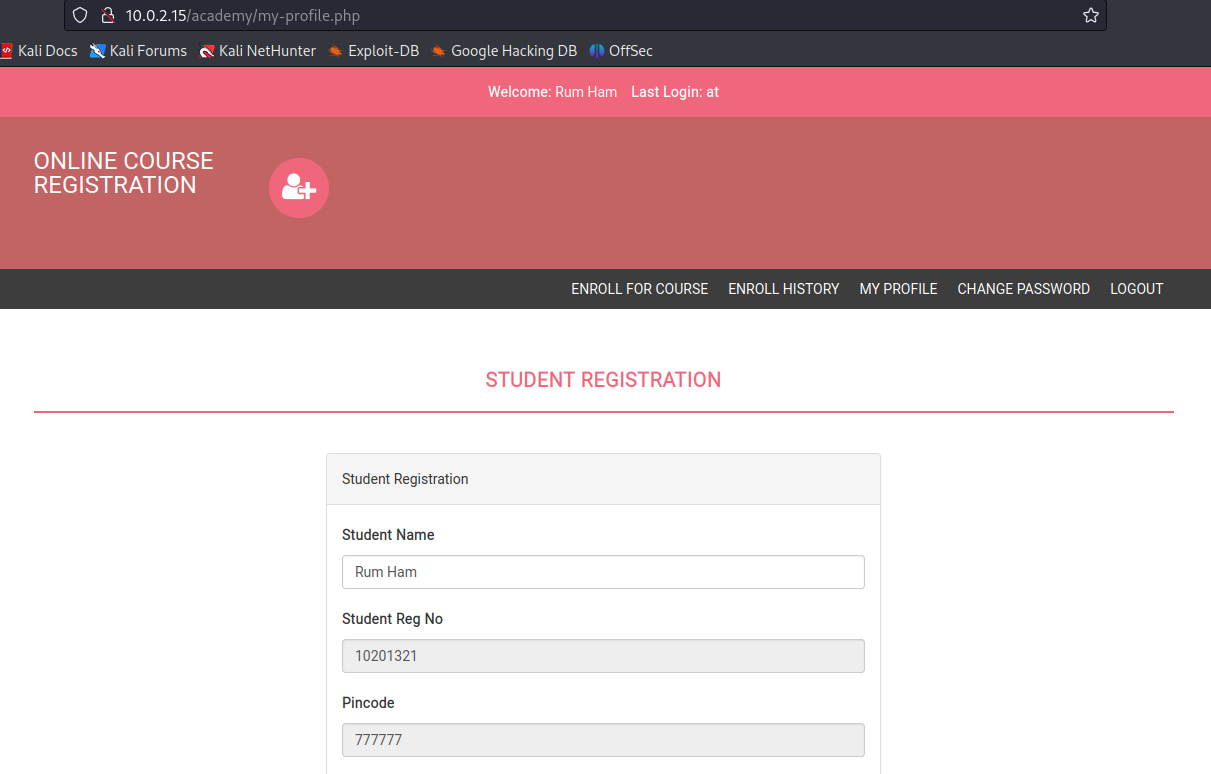 10.0.2.15/academy/my-profile.php
Kali Docs Kali Forums Kali NetHunter Exploit-DB Google Hacking DB OffSec
Welcome: Rum Ham Last Login: at
ONLINE COURSE
REGISTRATION
ENROLL FOR COURSE ENROLL HISTORY MY PROFILE CHANGE PASSWORD LOGOUT
STUDENT REGISTRATION
Student Registration
Student Name
Rum Ham
Student Reg No
10201321
Pincode
777777